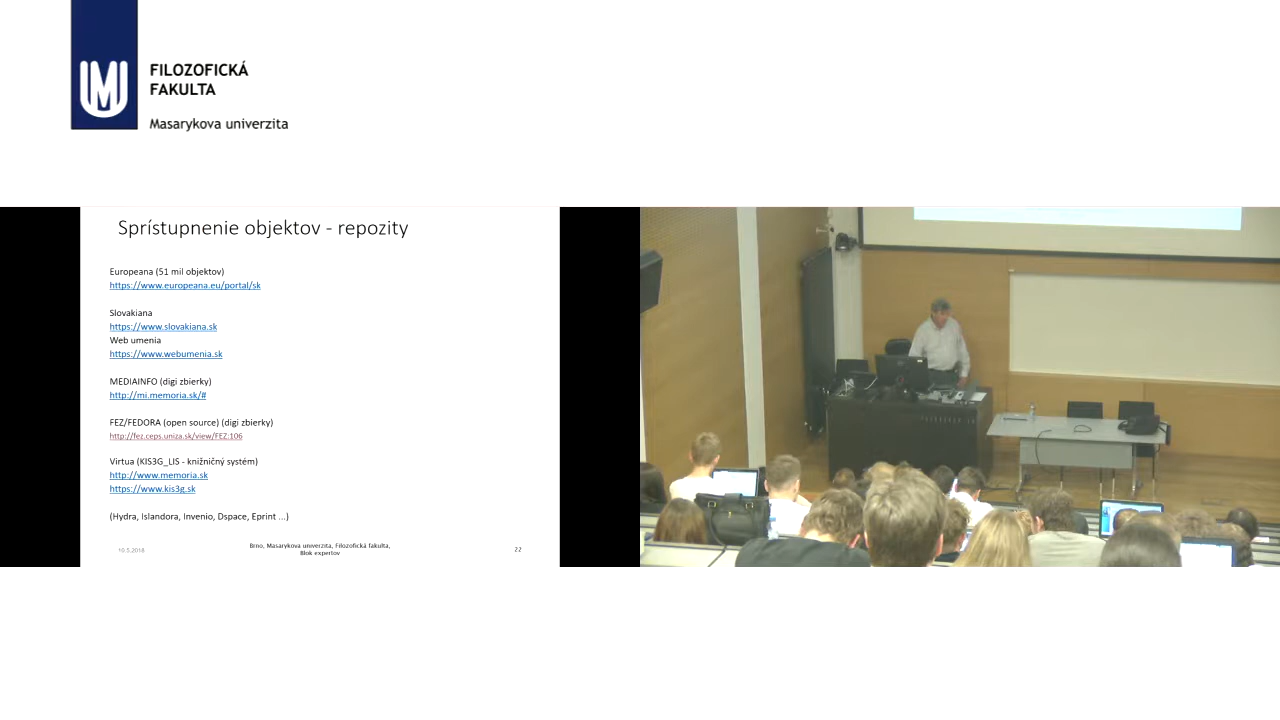 FILOZOFICKÁ
FAKULTA
Masarykova univerzita
Sprístupnenie objektov - repozity
Europeana (51 mil objektov)
https://www.europeana.eu/portal/sk
Slovakiana
https://www.slovakiana.sk
Web umenia
https://www.webumenia.sk
MEDIAINFO (digi zbierky)
http://mi.memoria.sk/#
FEZ/FEDORA (open source) (digi zbierky)
http://fez.ceps.uniza.sk/view/FEZ:106
Virtua (KIS3G_LIS - knižničný systém)
http://www.memoria.sk
https://www.kis3g.sk
(Hydra, Islandora, Invenio, Dspace, Eprint ...)
10.5.2018
Brno, Masarykova univerzita, Filozofická fakulta,
Blok expertov
22